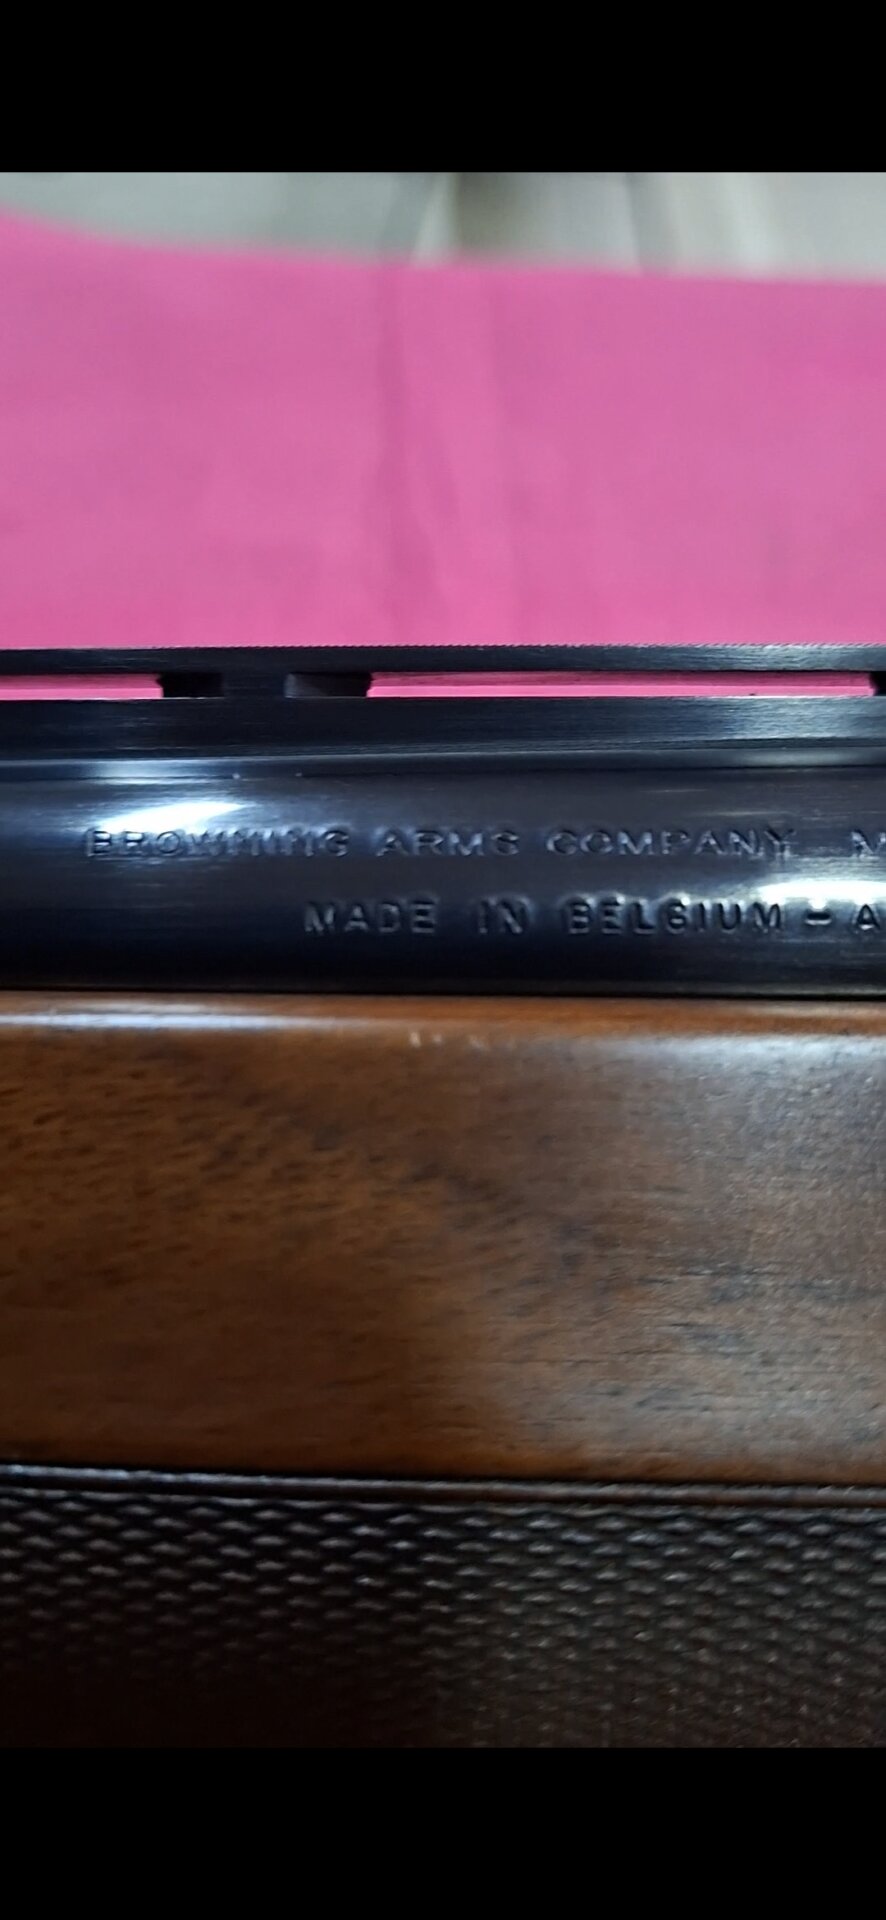 BROWNING ARMS COMPANY M
MADE IN BELGIUM - A